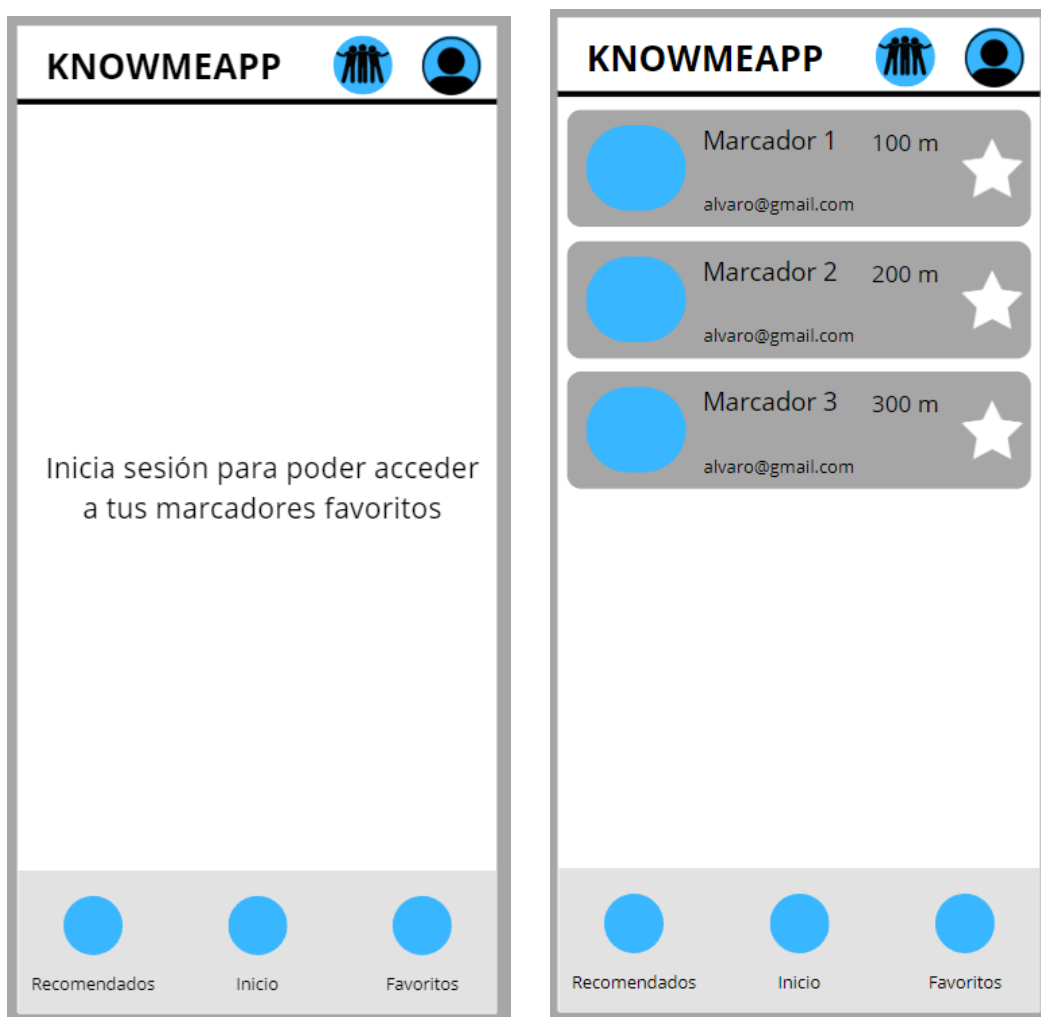 KNOWMEAPP
Inicia sesión para poder acceder
a tus marcadores favoritos
Recomendados
Inicio
Favoritos
KNOWMEAPP
Marcador 1
100 m
alvaro@gmail.com
Marcador 2
200 m
alvaro@gmail.com
Marcador 3
300 m
alvaro@gmail.com
Recomendados
Inicio
Favoritos